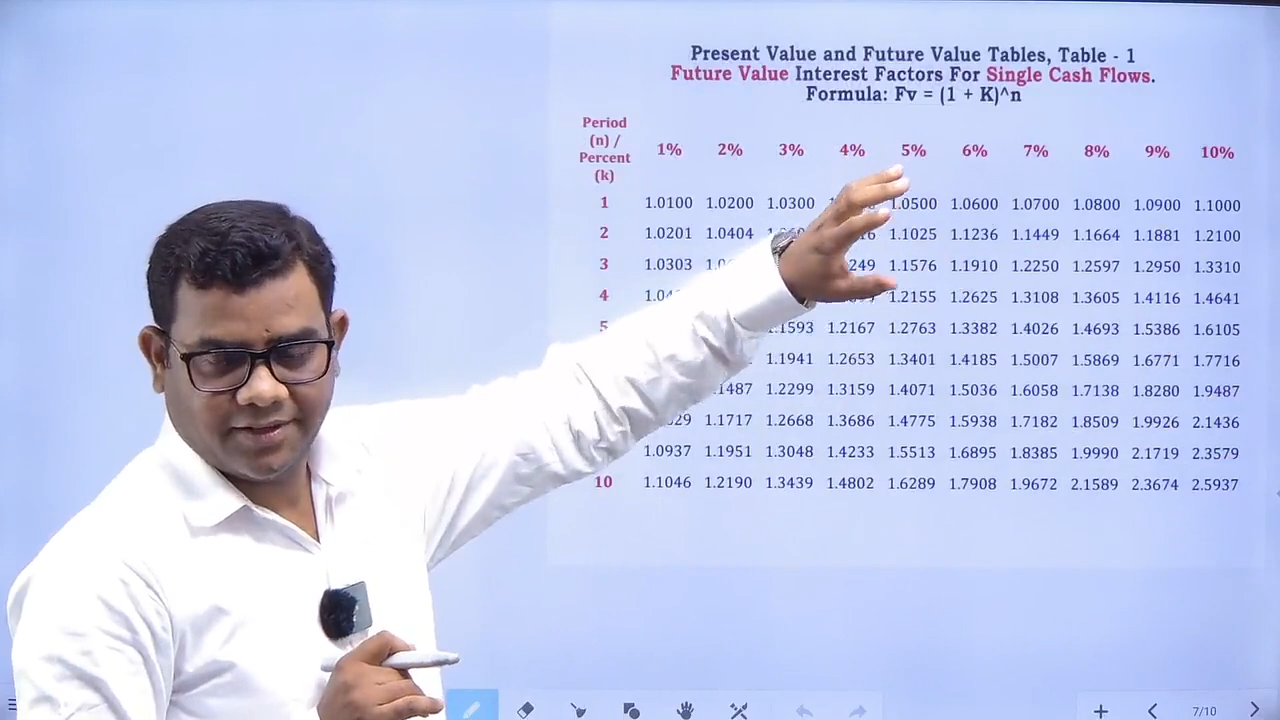 Present Value and Future Value Tables, Table - 1
Future Value Interest Factors For Single Cash Flows.
Formula: Fv = (1 + K)^n
Period
(n) /
Percent
(k)
1% 2% 3% 4% 5% 6% 7% 8% 9% 10%
1 1.0100 1.0200 1.0300 1.0500 1.0600 1.0700 1.0800 1.0900 1.1000
2 1.0201 1.0404 1.1025 1.1236 1.1449 1.1664 1.1881 1.2100
3 1.0303 1.1576 1.1910 1.2250 1.2597 1.2950 1.3310
4 1.2155 1.2625 1.3108 1.3605 1.4116 1.4641
5 1.1593 1.2167 1.2763 1.3382 1.4026 1.4693 1.5386 1.6105
1.1941 1.2653 1.3401 1.4185 1.5007 1.5869 1.6771 1.7716
1.1487 1.2299 1.3159 1.4071 1.5036 1.6058 1.7138 1.8280 1.9487
1.1717 1.2668 1.3686 1.4775 1.5938 1.7182 1.8509 1.9926 2.1436
1.0937 1.1951 1.3048 1.4233 1.5513 1.6895 1.8385 1.9990 2.1719 2.3579
10 1.1046 1.2190 1.3439 1.4802 1.6289 1.7908 1.9672 2.1589 2.3674 2.5937
7/10